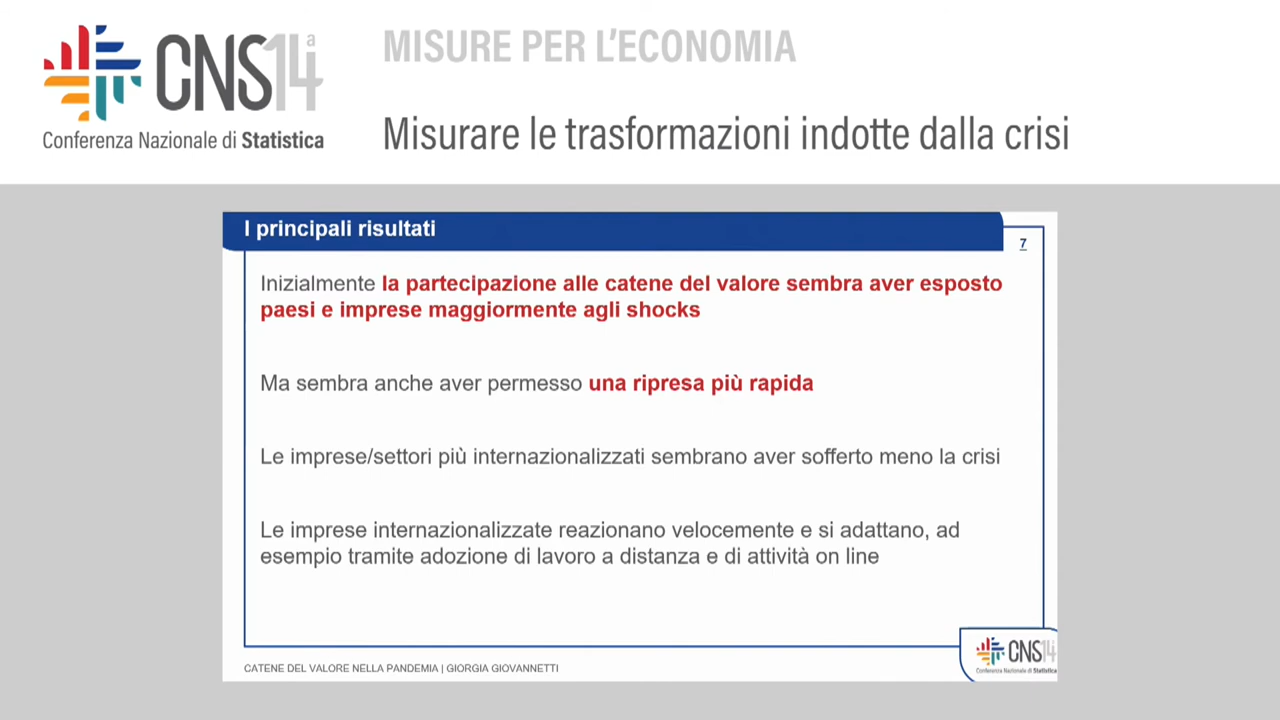 CNS14a
Conferenza Nazionale di Statistica
MISURE PER L'ECONOMIA
Misurare le trasformazioni indotte dalla crisi
I principali risultati
7
Inizialmente la partecipazione alle catene del valore sembra aver esposto
paesi e imprese maggiormente agli shocks
Ma sembra anche aver permesso una ripresa più rapida
Le imprese/settori più internazionalizzati sembrano aver sofferto meno la crisi
Le imprese internazionalizzate reazionano velocemente e si adattano, ad
esempio tramite adozione di lavoro a distanza e di attività on line
CATENE DEL VALORE NELLA PANDEMIA | GIORGIA GIOVANNETTI
CNS14
Conferenza Nazionale di Statistica